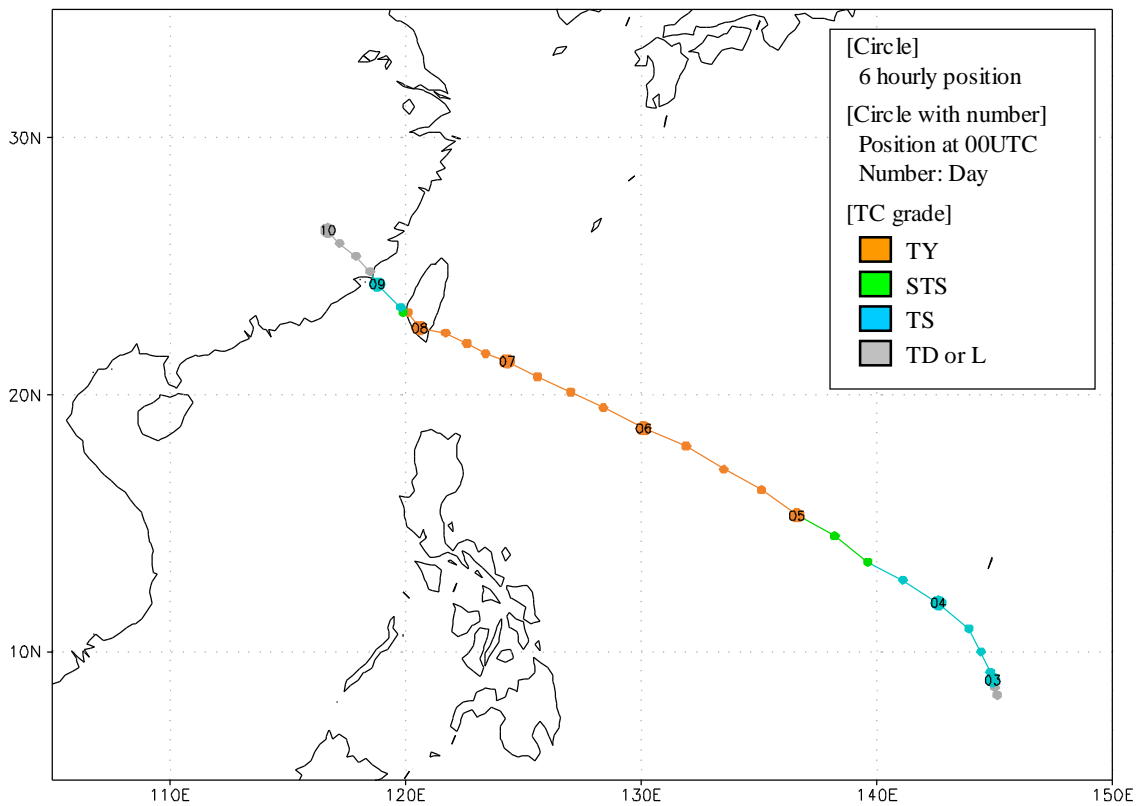 [Circle]
6 hourly position
[Circle with number]
Position at 00UTC
Number: Day
[TC grade]
TY
STS
TS
TD or L
30N
20N
10N
10
09
08
07
06
05
04
03
110E
120E
130E
140E
150E